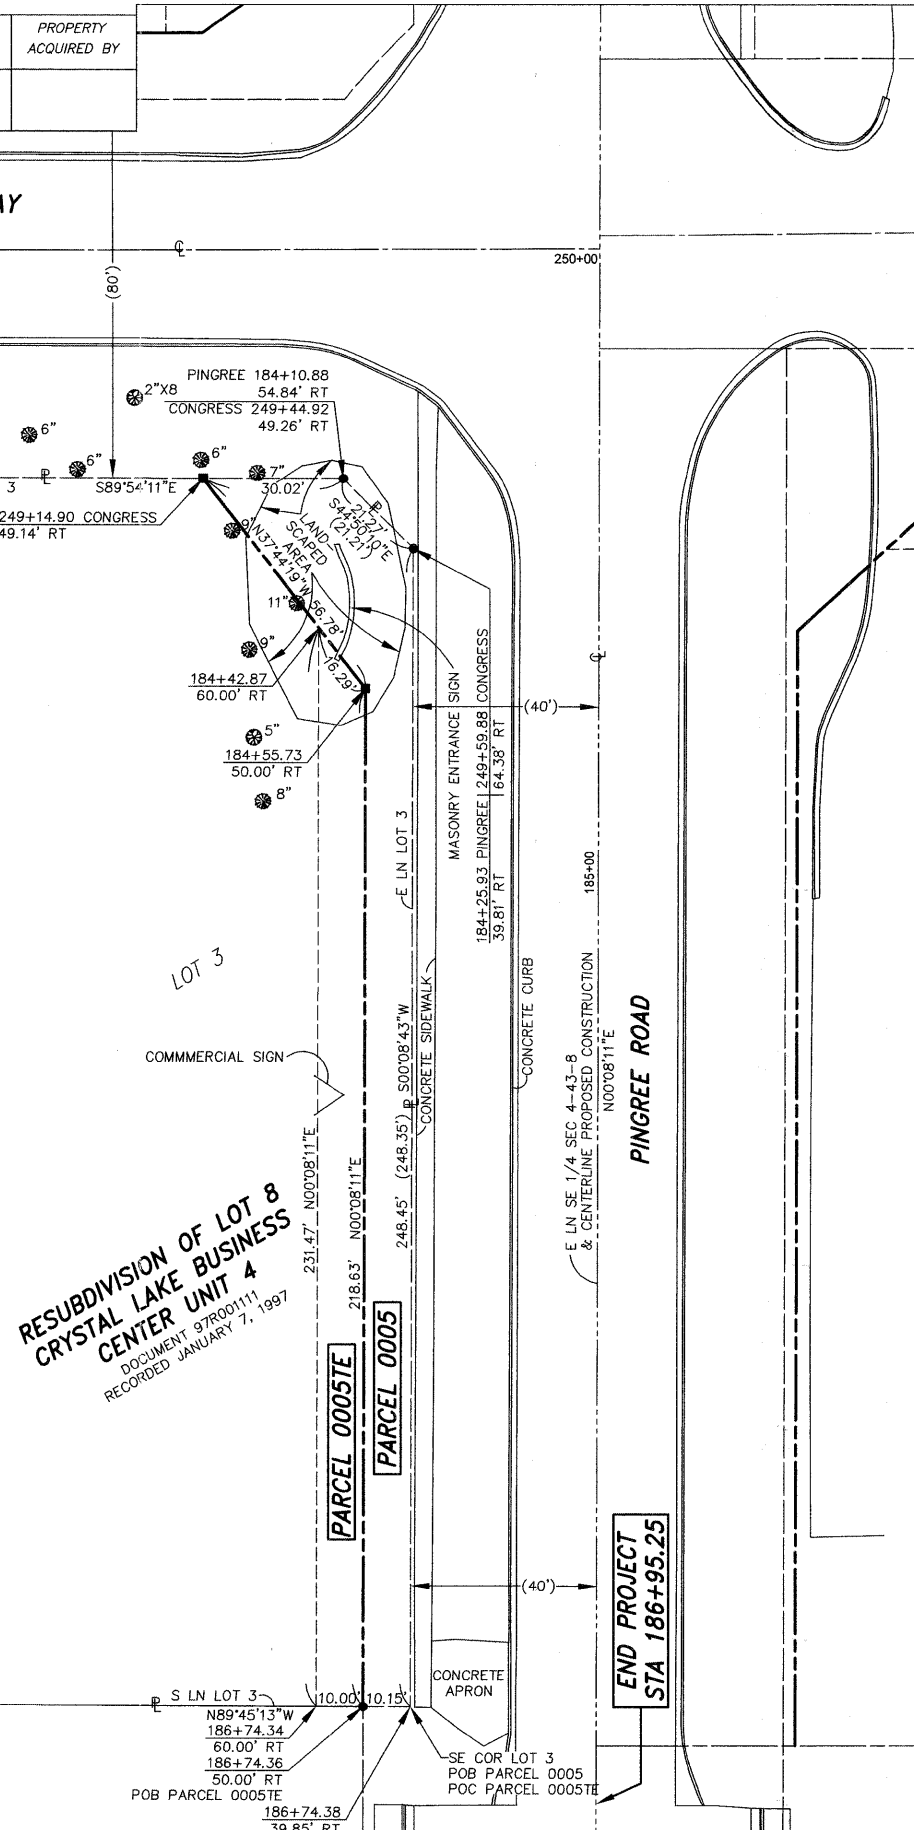 PROPERTY
ACQUIRED BY
AY
℄
250+00
(80')
PINGREE 184+10.88
54.84' RT
CONGRESS 249+44.92
49.26' RT
2"X8
6"
6"
6"
7"
3
℄
S89°54'11"E
30.02'
249+14.90 CONGRESS
49.14' RT
9"
N37°44'19"W 56.78'
LAND-
SCAPED
AREA
21.27'
S44°50'10"E
(21.21')
11"
9"
16.29'
184+42.87
60.00' RT
5"
184+55.73
50.00' RT
8"
MASONRY ENTRANCE SIGN
184+25.93 PINGREE
39.81' RT
249+59.88 CONGRESS
64.38' RT
℄
(40')
E LN LOT 3
185+00
LOT 3
CONCRETE SIDEWALK
CONCRETE CURB
COMMMERCIAL SIGN
E LN SE 1/4 SEC 4-43-8
& CENTERLINE PROPOSED CONSTRUCTION
N00°08'11"E
PINGREE ROAD
231.47' N00°08'11"E
218.63' N00°08'11"E
248.45' (248.35') S00°08'43"W
RESUBDIVISION OF LOT 8
CRYSTAL LAKE BUSINESS
CENTER UNIT 4
DOCUMENT 97R001111
RECORDED JANUARY 7, 1997
PARCEL 0005TE
PARCEL 0005
(40')
END PROJECT
STA 186+95.25
CONCRETE
APRON
S LN LOT 3
10.00'
10.15'
N89°45'13"W
186+74.34
60.00' RT
186+74.36
50.00' RT
POB PARCEL 0005TE
SE COR LOT 3
POB PARCEL 0005
POC PARCEL 0005TE
186+74.38
39.85' RT